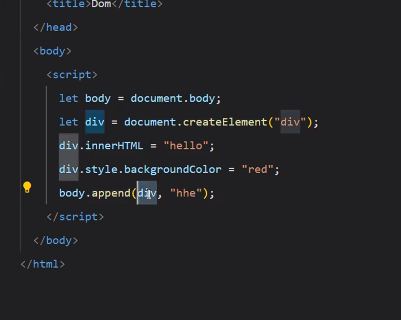 <title>Dom</title>
</head>
<body>
<script>
let body = document.body;
let div = document.createElement("div");
div.innerHTML = "hello";
div.style.backgroundColor = "red";
body.append(div, "hhe");
</script>
</body>
</html>